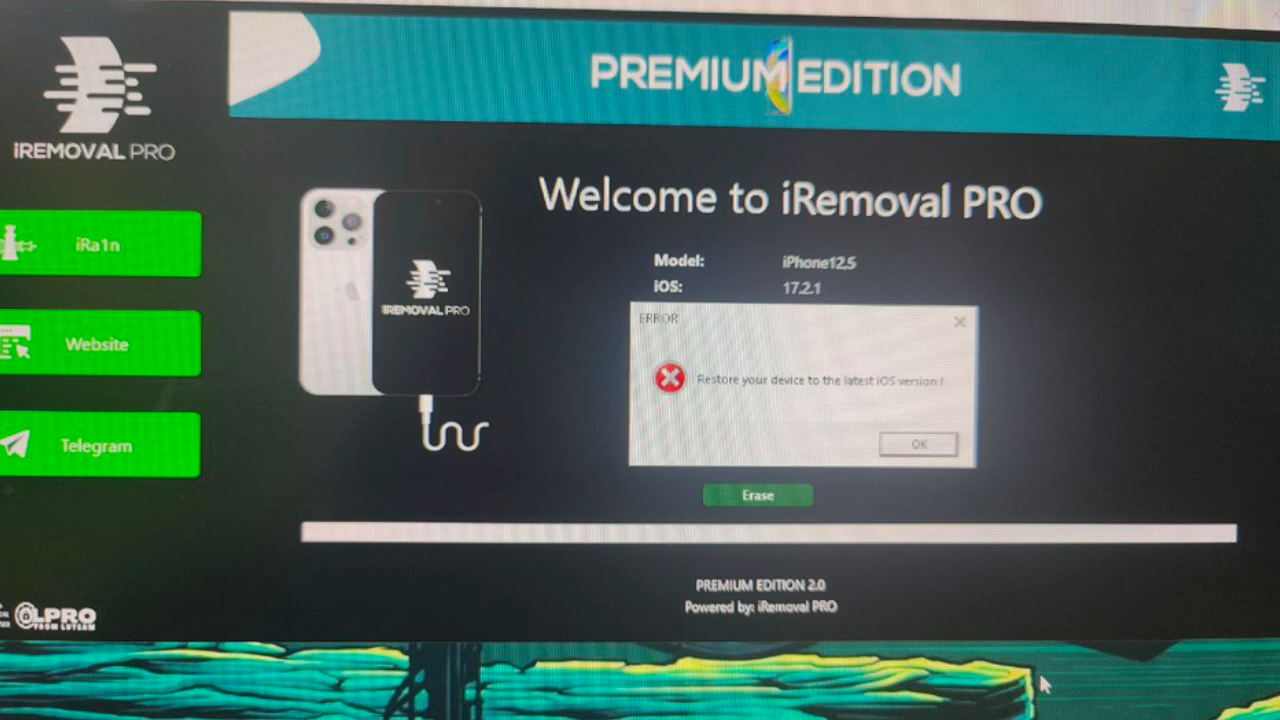 PREMIUM EDITION
iREMOVAL PRO
iRa1n
Website
Telegram
Welcome to iRemoval PRO
Model: iPhone12,5
iOS: 17.2.1
IREMOVAL PRO
ERROR
Restore your device to the latest iOS version !
OK
Erase
PREMIUM EDITION 2.0
Powered by: iRemoval PRO
LPRO